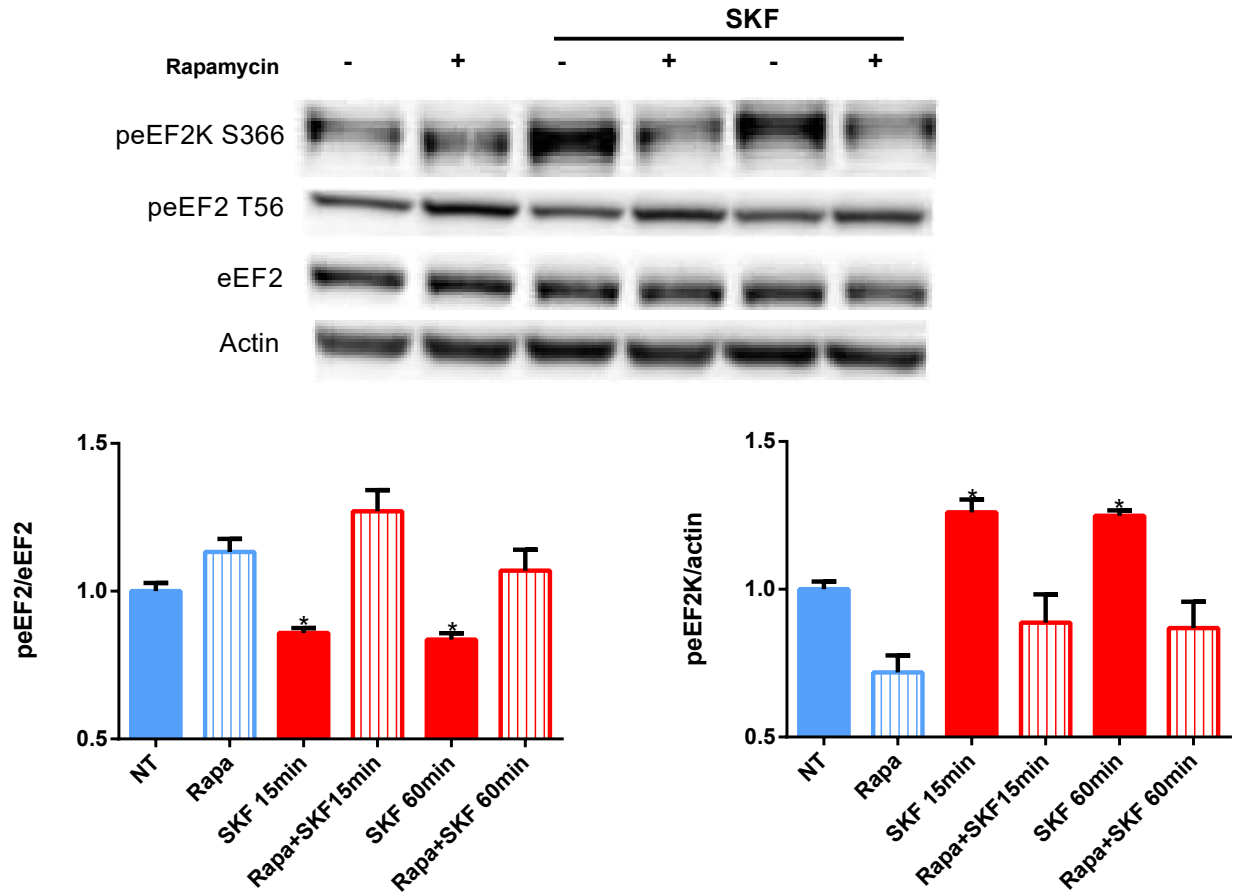 SKF
Rapamycin - + - + - +
peEF2K S366
peEF2 T56
eEF2
Actin
peEF2/eEF2
1.5
1.0
0.5
* *
NT Rapa SKF 15min Rapa+SKF15min SKF 60min Rapa+SKF 60min
peEF2K/actin
1.5
1.0
0.5
* *
NT Rapa SKF 15min Rapa+SKF15min SKF 60min Rapa+SKF 60min